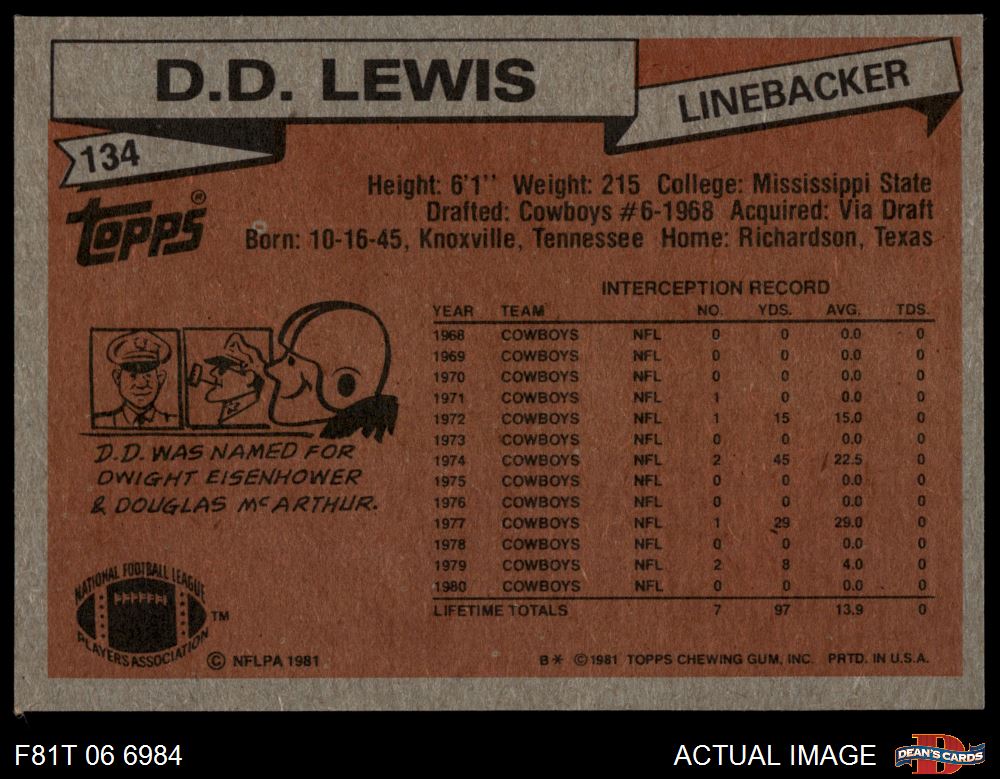 D.D. LEWIS
LINEBACKER
134
TOPPS®
Height: 6'1'' Weight: 215 College: Mississippi State
Drafted: Cowboys #6-1968 Acquired: Via Draft
Born: 10-16-45, Knoxville, Tennessee Home: Richardson, Texas
INTERCEPTION RECORD
YEAR TEAM NO. YDS. AVG. TDS.
1968 COWBOYS NFL 0 0 0.0 0
1969 COWBOYS NFL 0 0 0.0 0
1970 COWBOYS NFL 0 0 0.0 0
1971 COWBOYS NFL 1 0 0.0 0
1972 COWBOYS NFL 1 15 15.0 0
1973 COWBOYS NFL 0 0 0.0 0
1974 COWBOYS NFL 2 45 22.5 0
1975 COWBOYS NFL 0 0 0.0 0
1976 COWBOYS NFL 0 0 0.0 0
1977 COWBOYS NFL 1 29 29.0 0
1978 COWBOYS NFL 0 0 0.0 0
1979 COWBOYS NFL 2 8 4.0 0
1980 COWBOYS NFL 0 0 0.0 0
LIFETIME TOTALS 7 97 13.9 0
D.D. WAS NAMED FOR
DWIGHT EISENHOWER
& DOUGLAS McARTHUR.
NATIONAL FOOTBALL LEAGUE
PLAYERS ASSOCIATION
TM
© NFLPA 1981
B* ©1981 TOPPS CHEWING GUM, INC. PRTD. IN U.S.A.
F81T 06 6984
ACTUAL IMAGE
D
DEAN'S CARDS